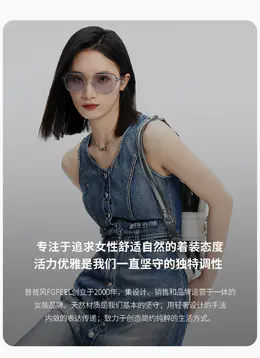 专注于追求女性舒适自然的着装态度
活力优雅是我们一直坚守的独特调性
普普风FGFEEL创立于2000年，集设计、销售和品牌运营于一体的
女装品牌。天然材质是我们基本的坚守；用轻奢设计的手法
内敛的表达传递；致力于创造简约纯粹的生活方式。